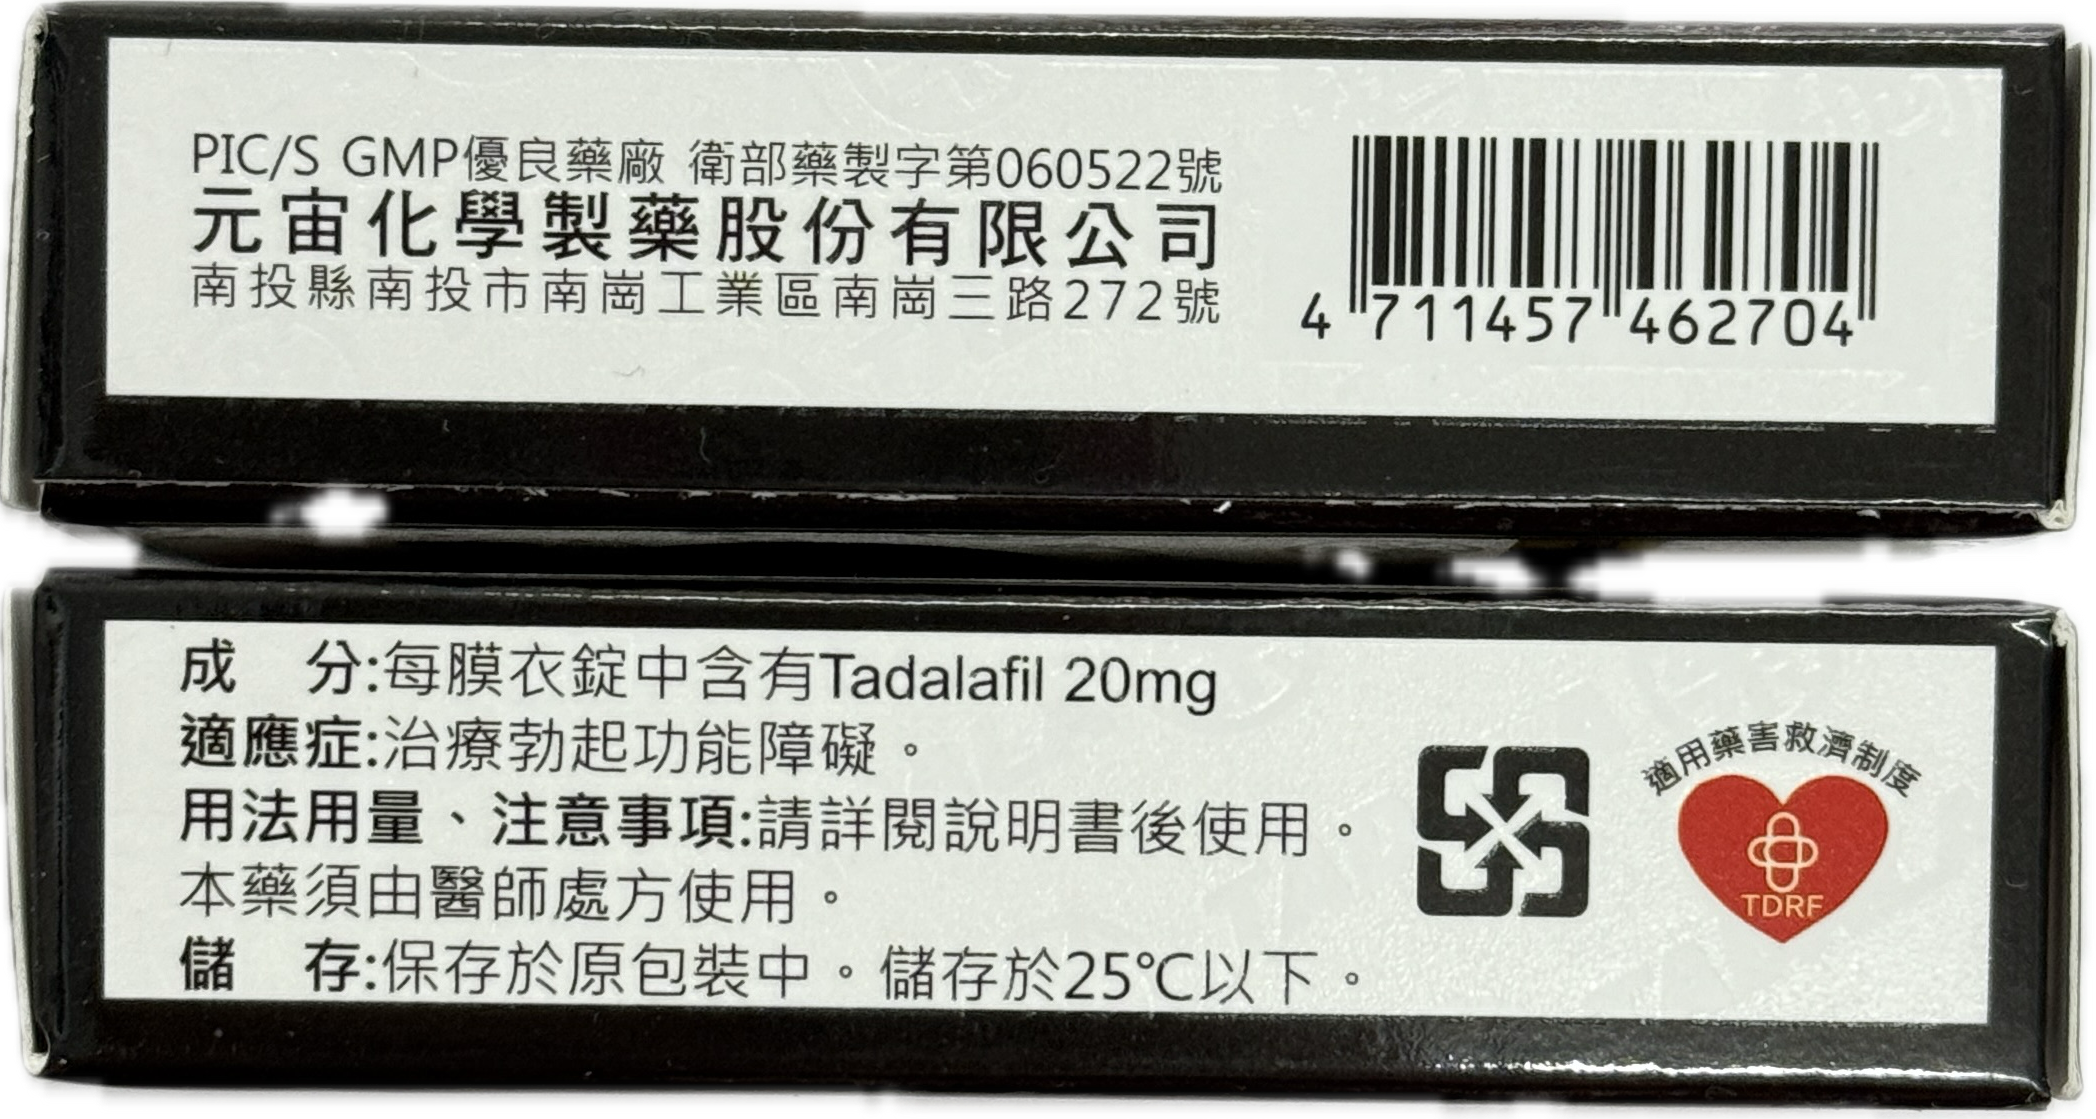 PIC/S GMP優良藥廠 衛部藥製字第060522號
元宙化學製藥股份有限公司
南投縣南投市南崗工業區南崗三路272號
4 711457 462704
成　分:每膜衣錠中含有Tadalafil 20mg
適應症:治療勃起功能障礙。
用法用量、注意事項:請詳閱說明書後使用。
本藥須由醫師處方使用。
儲　存:保存於原包裝中。儲存於25℃以下。
適用藥害救濟制度
TDRF